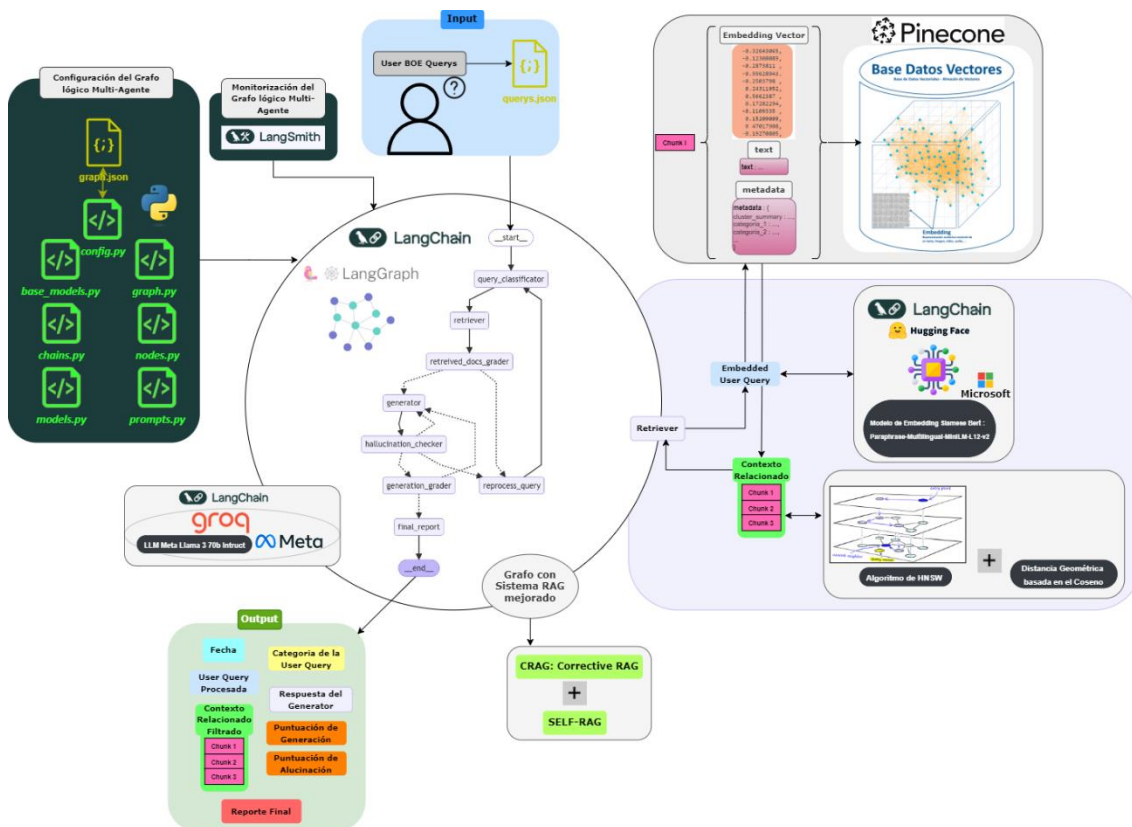 Input
User BOE Querys
?
{;}
querys.json
Configuración del Grafo
lógico Multi-Agente
{;}
graph.json
</>
config.py
</>
base_models.py
</>
graph.py
</>
chains.py
</>
nodes.py
</>
models.py
</>
prompts.py
Monitorización del
Grafo lógico Multi-
Agente
LangSmith
LangChain
LangGraph
__start__
query_classificator
retriever
retreived_docs_grader
generator
hallucination_checker
generation_grader
reprocess_query
final_report
__end__
LangChain
groq
LLM Meta Llama 3 70b Intruct
Meta
Grafo con
Sistema RAG
mejorado
CRAG: Corrective RAG
+
SELF-RAG
Output
Fecha
Categoria de la
User Query
User Query
Procesada
Respuesta del
Generator
Contexto
Relacionado
Filtrado
Chunk 1
Chunk 2
Chunk 3
Puntuación de
Generación
Puntuación de
Alucinación
Reporte Final
Chunk i
Embedding Vector
text
text : ...
metadata
metadata : {
cluster_summary : ...,
categoria_1 : ...,
categoria_2 : ...,
...
}
Pinecone
Base Datos Vectores
Embedding
Retriever
Embedded
User Query
LangChain
Hugging Face
Microsoft
Modelo de Embedding Siamese Bert :
Paraphrase-Multilingual-MiniLM-L12-v2
Contexto
Relacionado
Chunk 1
Chunk 2
Chunk 3
Algoritmo de HNSW
+
Distancia Geométrica
basada en el Coseno